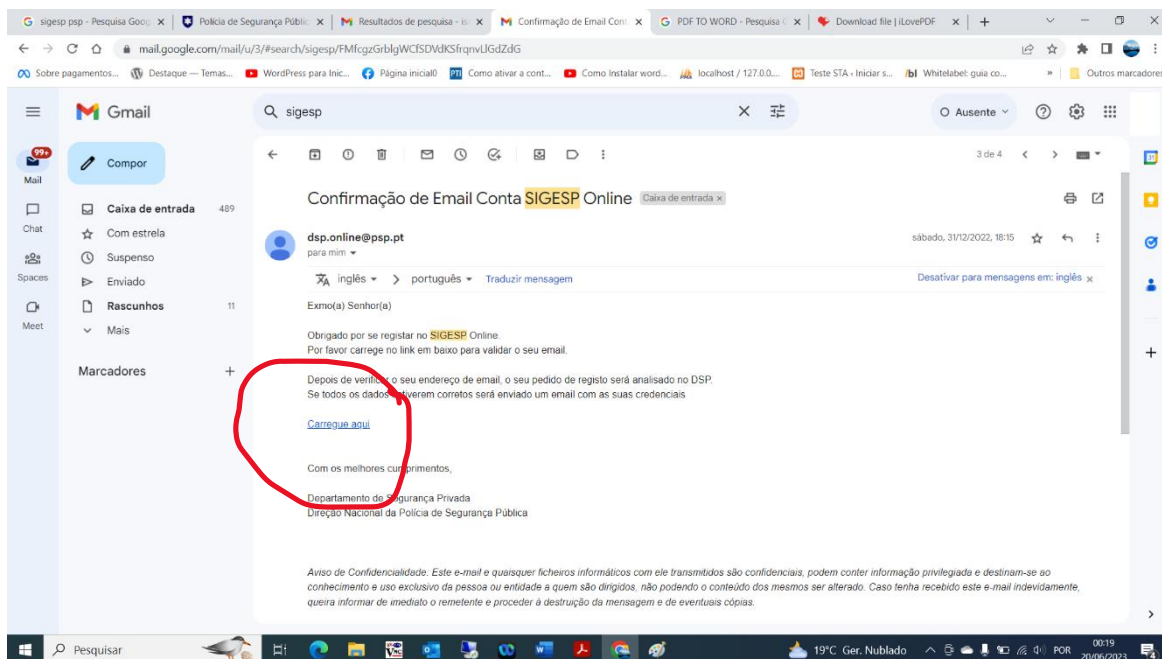 sigesp psp - Pesquisa Goog
Polícia de Segurança Públic
Resultados de pesquisa - is
Confirmação de Email Cont
PDF TO WORD - Pesquisa
Download file | iLovePDF
mail.google.com/mail/u/3/#search/sigesp/FMfcgzGrblgWCfSDVdKSfrqnvLlGdZdG
Sobre pagamentos...
Destaque — Temas...
WordPress para Inic...
Página inicial0
Como ativar a cont...
Como Instalar word...
localhost / 127.0.0....
Teste STA ‹ Iniciar s...
Whitelabel: guia co...
Outros marcadores
Gmail
sigesp
Ausente
99+
Mail
Compor
3 de 4
Chat
Spaces
Meet
Caixa de entrada 489
Com estrela
Suspenso
Enviado
Rascunhos 11
Mais
Marcadores
Confirmação de Email Conta SIGESP Online
Caixa de entrada x
dsp.online@psp.pt
sábado, 31/12/2022, 18:15
para mim
inglês > português Traduzir mensagem
Desativar para mensagens em: inglês x
Exmo(a) Senhor(a)
Obrigado por se registar no SIGESP Online.
Por favor carrege no link em baixo para validar o seu email.
Depois de verificar o seu endereço de email, o seu pedido de registo será analisado no DSP.
Se todos os dados estiverem corretos será enviado um email com as suas credenciais
Carregue aqui
Com os melhores cumprimentos,
Departamento de Segurança Privada
Direção Nacional da Polícia de Segurança Pública
Aviso de Confidencialidade. Este e-mail e quaisquer ficheiros informáticos com ele transmitidos são confidenciais, podem conter informação privilegiada e destinam-se ao
conhecimento e uso exclusivo da pessoa ou entidade a quem são dirigidos, não podendo o conteúdo dos mesmos ser alterado. Caso tenha recebido este e-mail indevidamente,
queira informar de imediato o remetente e proceder à destruição da mensagem e de eventuais cópias.
Pesquisar
19°C Ger. Nublado
POR
00:19
20/06/2023